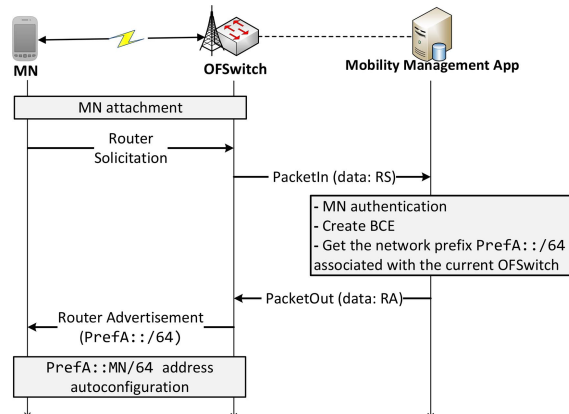 MN
OFSwitch
Mobility Management App
MN attachment
Router
Solicitation
PacketIn (data: RS)
- MN authentication
- Create BCE
- Get the network prefix PrefA::/64
associated with the current OFSwitch
PacketOut (data: RA)
Router Advertisement
(PrefA::/64)
PrefA::MN/64 address
autoconfiguration